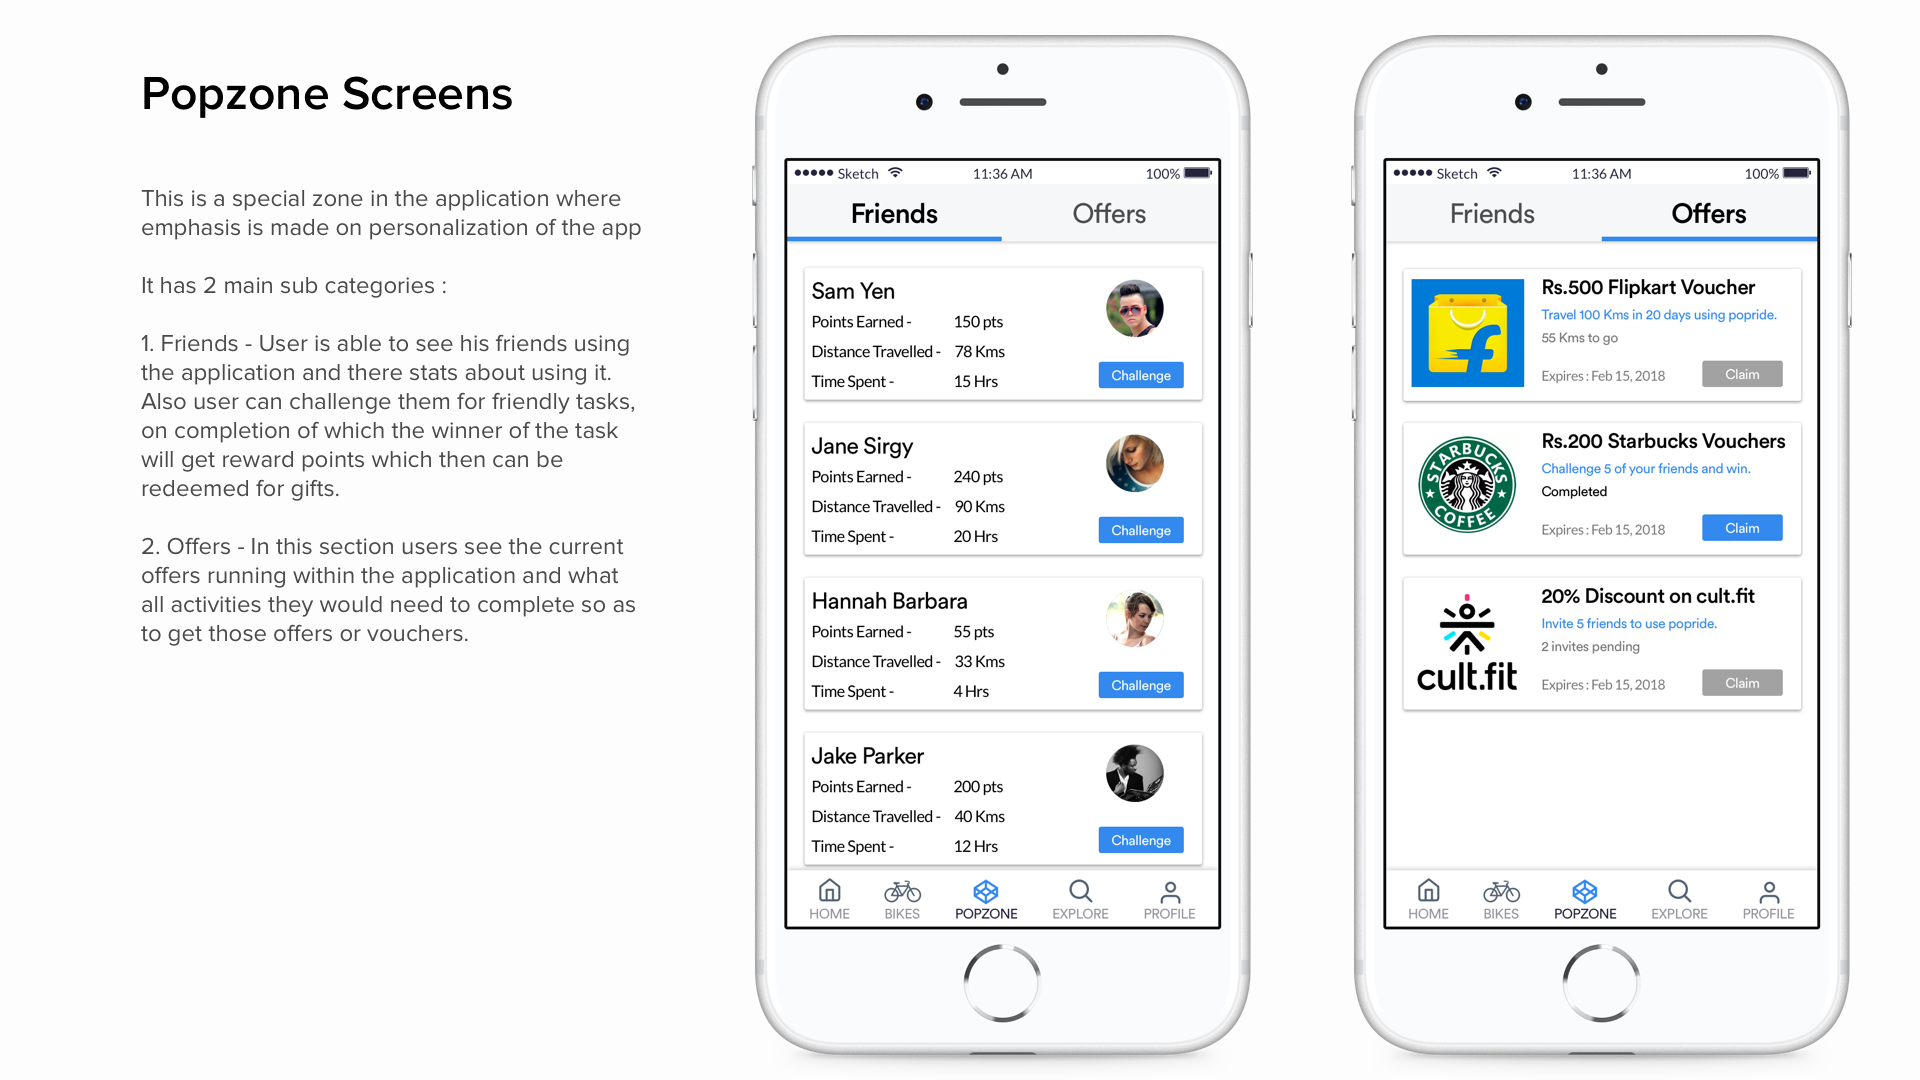 Popzone Screens
This is a special zone in the application where
emphasis is made on personalization of the app
It has 2 main sub categories :
1. Friends - User is able to see his friends using
the application and there stats about using it.
Also user can challenge them for friendly tasks,
on completion of which the winner of the task
will get reward points which then can be
redeemed for gifts.
2. Offers - In this section users see the current
offers running within the application and what
all activities they would need to complete so as
to get those offers or vouchers.
Sketch 11:36 AM 100%
Friends Offers
Sam Yen
Points Earned - 150 pts
Distance Travelled - 78 Kms
Time Spent - 15 Hrs
Challenge
Jane Sirgy
Points Earned - 240 pts
Distance Travelled - 90 Kms
Time Spent - 20 Hrs
Challenge
Hannah Barbara
Points Earned - 55 pts
Distance Travelled - 33 Kms
Time Spent - 4 Hrs
Challenge
Jake Parker
Points Earned - 200 pts
Distance Travelled - 40 Kms
Time Spent - 12 Hrs
Challenge
HOME BIKES POPZONE EXPLORE PROFILE
Sketch 11:36 AM 100%
Friends Offers
f
Rs.500 Flipkart Voucher
Travel 100 Kms in 20 days using popride.
55 Kms to go
Expires : Feb 15, 2018 Claim
STARBUCKS
COFFEE
Rs.200 Starbucks Vouchers
Challenge 5 of your friends and win.
Completed
Expires : Feb 15, 2018 Claim
cult.fit
20% Discount on cult.fit
Invite 5 friends to use popride.
2 invites pending
Expires : Feb 15, 2018 Claim
HOME BIKES POPZONE EXPLORE PROFILE